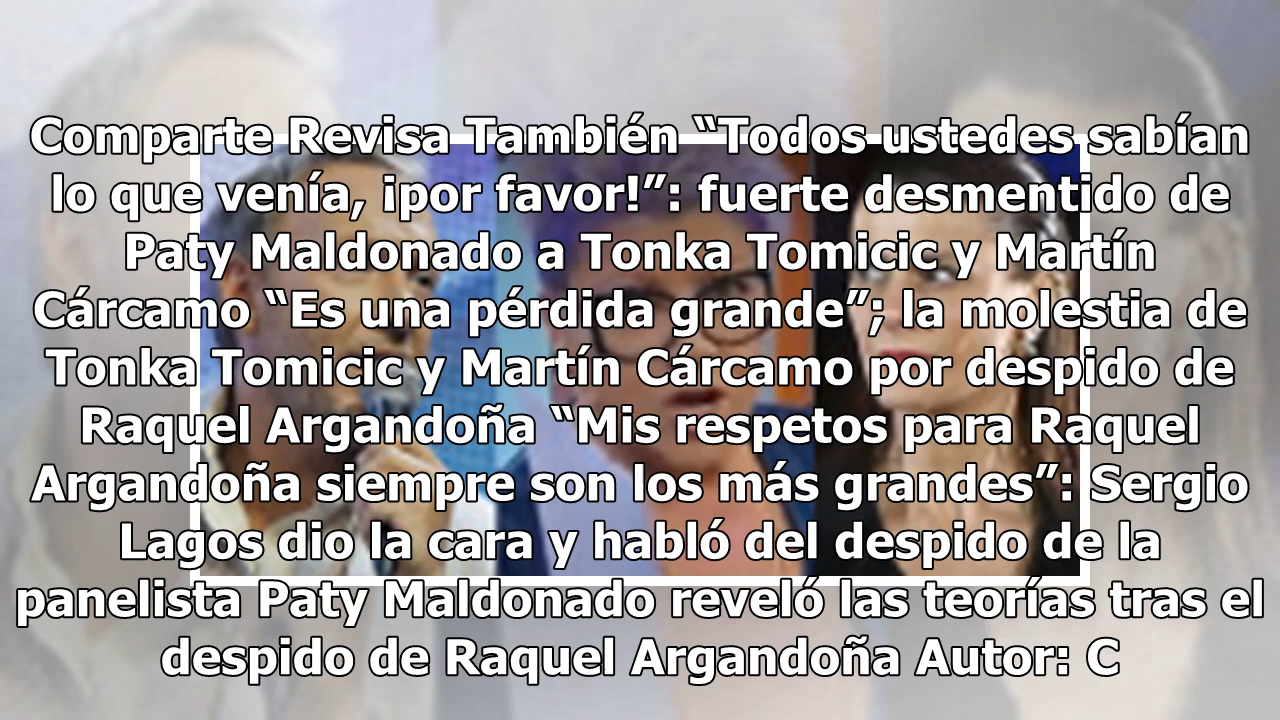 Comparte Revisa También “Todos ustedes sabían
lo que venía, ¡por favor!”: fuerte desmentido de
Paty Maldonado a Tonka Tomicic y Martín
Cárcamo “Es una pérdida grande”; la molestia de
Tonka Tomicic y Martín Cárcamo por despido de
Raquel Argandoña “Mis respetos para Raquel
Argandoña siempre son los más grandes”: Sergio
Lagos dio la cara y habló del despido de la
panelista Paty Maldonado reveló las teorías tras el
despido de Raquel Argandoña Autor: C